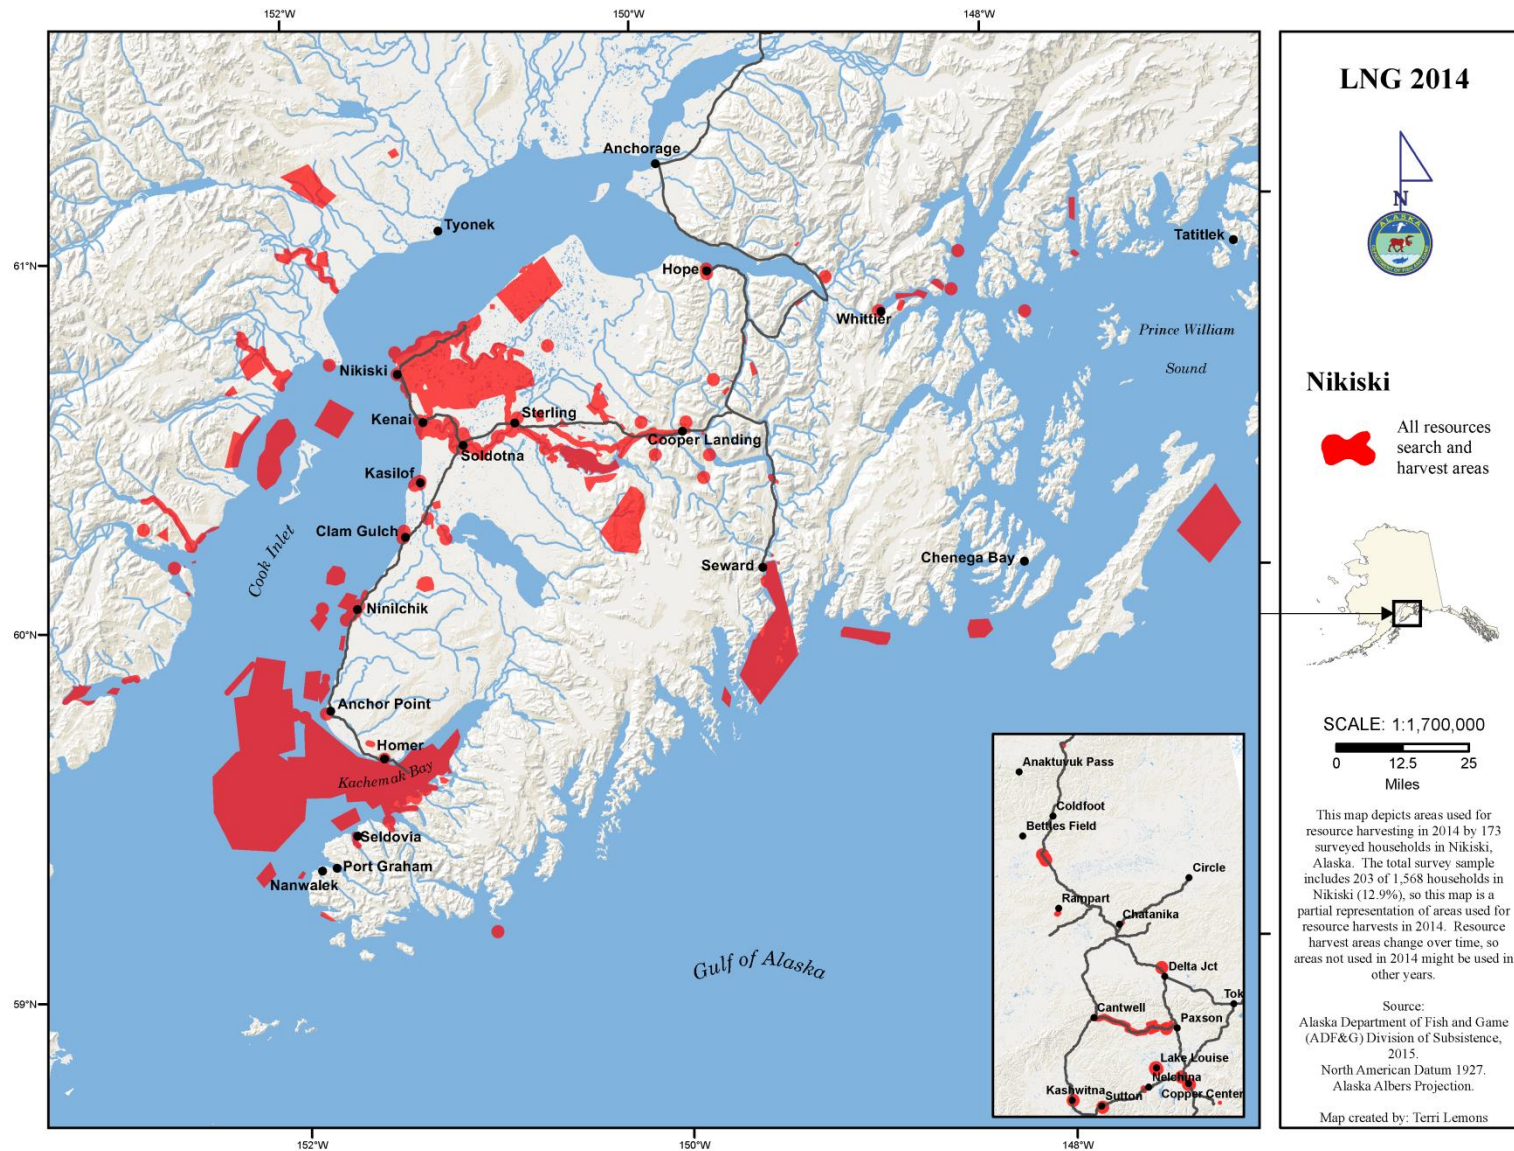 152°W
150°W
148°W
61°N
60°N
59°N
152°W
150°W
148°W
Anchorage
Tyonek
Tatitlek
Hope
Whittier
Prince William
Sound
Nikiski
Kenai
Sterling
Cooper Landing
Soldotna
Kasilof
Clam Gulch
Cook Inlet
Seward
Chenega Bay
Ninilchik
Anchor Point
Homer
Kachemak Bay
Seldovia
Port Graham
Nanwalek
Gulf of Alaska
Anaktuvuk Pass
Coldfoot
Bettles Field
Circle
Rampart
Chatanika
Delta Jct
Tok
Cantwell
Paxson
Lake Louise
Nelchina
Kashwitna
Sutton
Copper Center
LNG 2014
N
ALASKA
Nikiski
All resources
search and
harvest areas
SCALE: 1:1,700,000
0 12.5 25
Miles
This map depicts areas used for
resource harvesting in 2014 by 173
surveyed households in Nikiski,
Alaska. The total survey sample
includes 203 of 1,568 households in
Nikiski (12.9%), so this map is a
partial representation of areas used for
resource harvests in 2014. Resource
harvest areas change over time, so
areas not used in 2014 might be used in
other years.
Source:
Alaska Department of Fish and Game
(ADF&G) Division of Subsistence,
2015.
North American Datum 1927.
Alaska Albers Projection.
Map created by: Terri Lemons